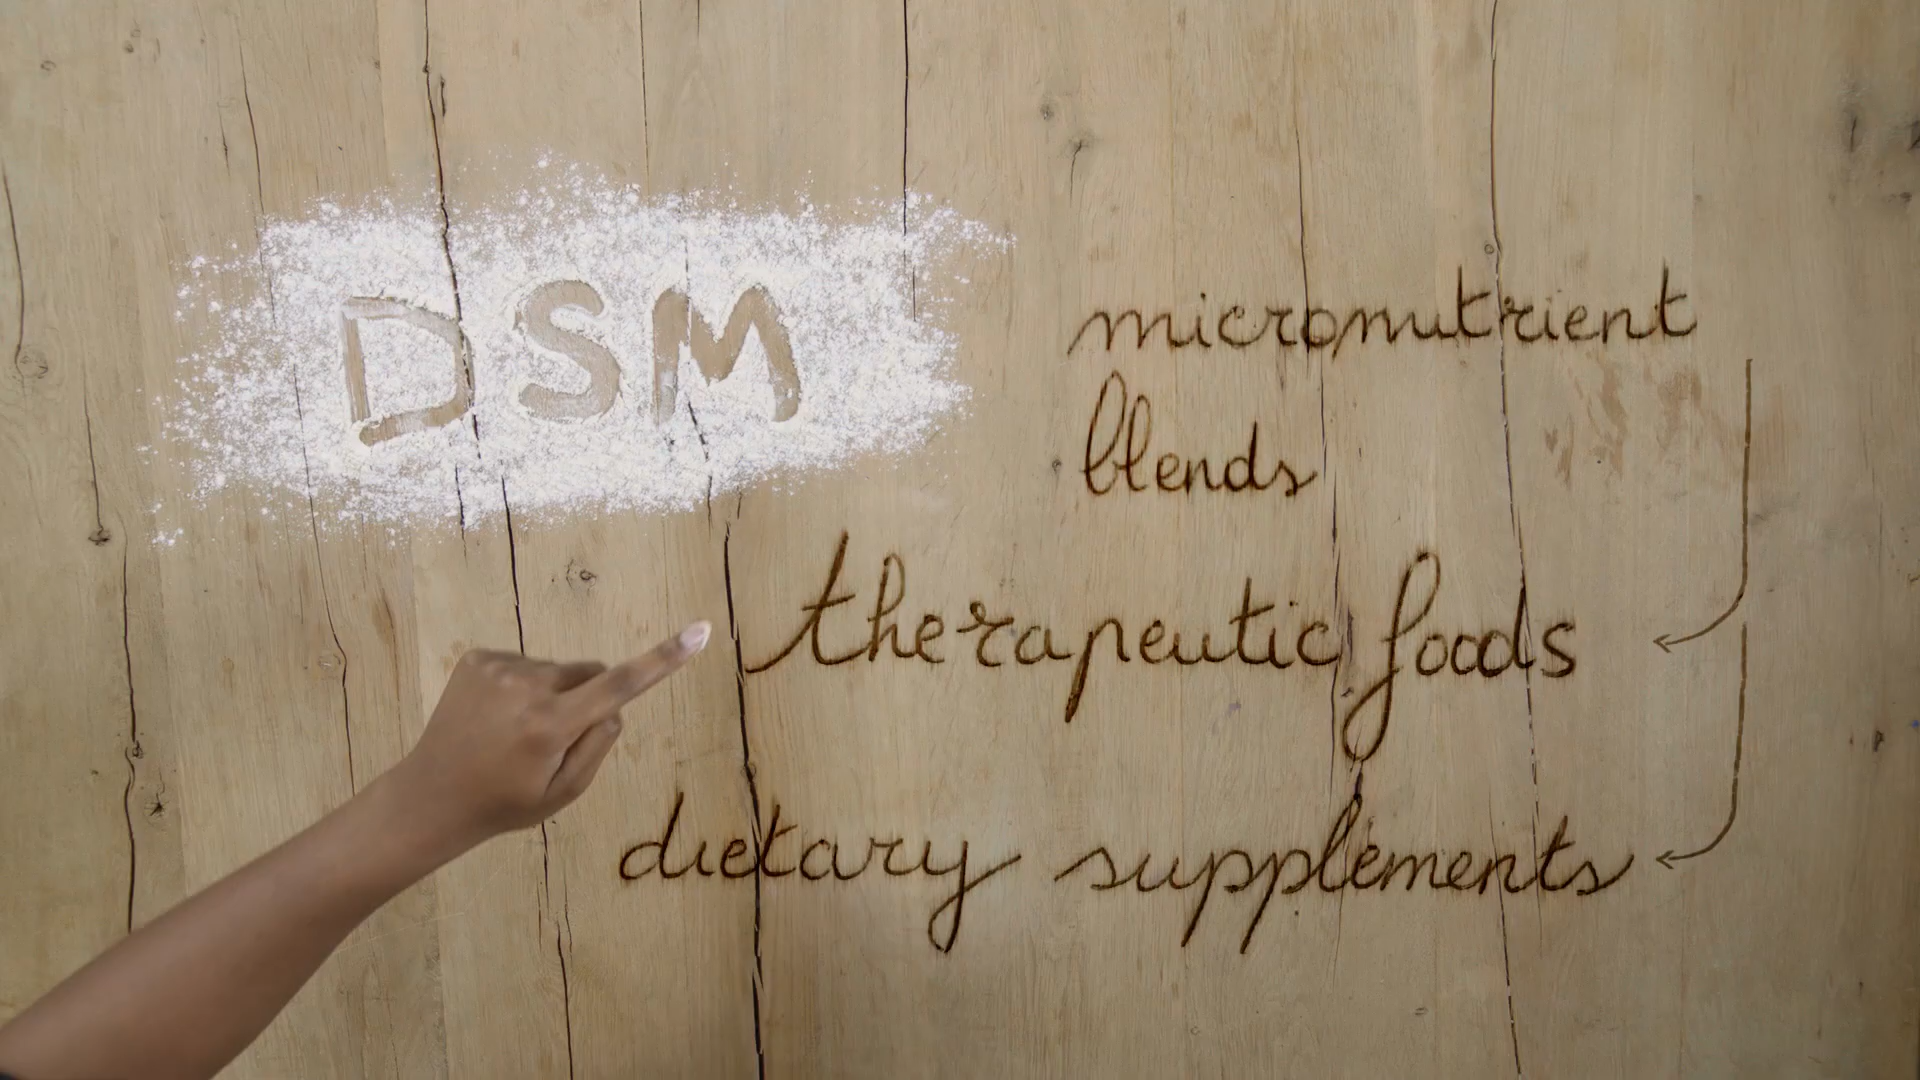 DSM
micronutrient
blends
therapeutic foods
dietary supplements